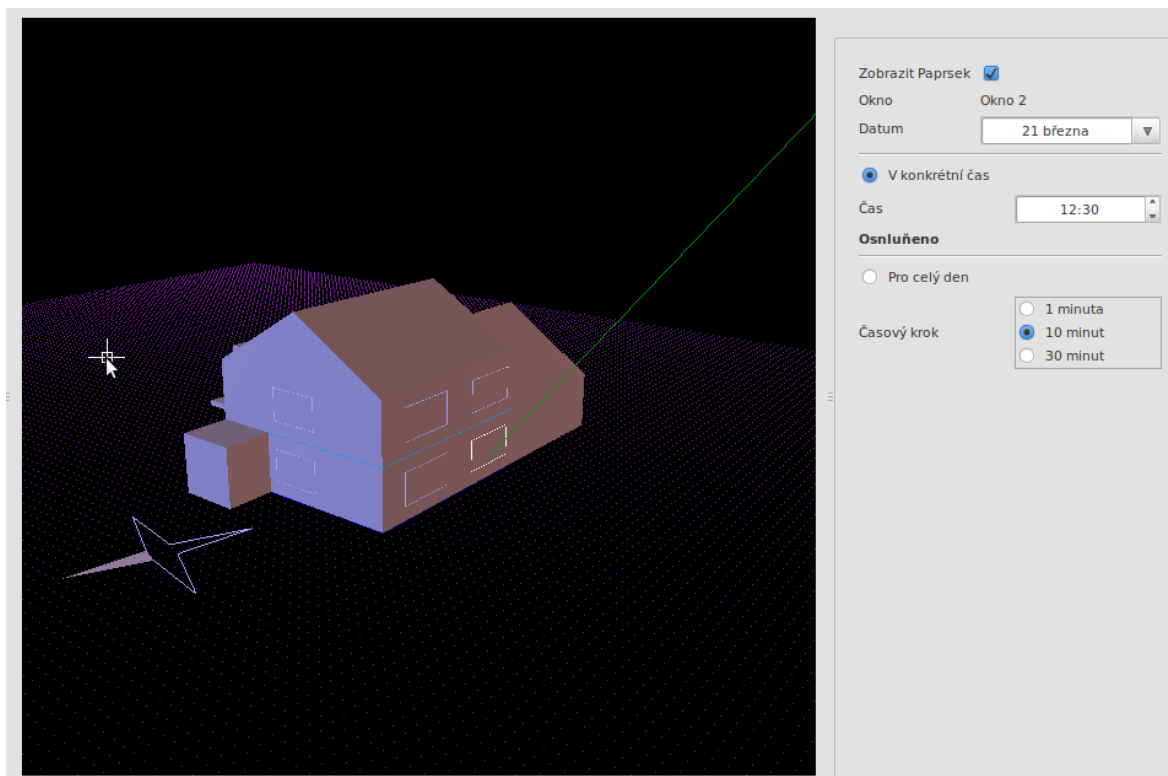 Zobrazit Paprsek
Okno Okno 2
Datum 21 března
V konkrétní čas
Čas 12:30
Osnluňeno
Pro celý den
1 minuta
Časový krok 10 minut
30 minut